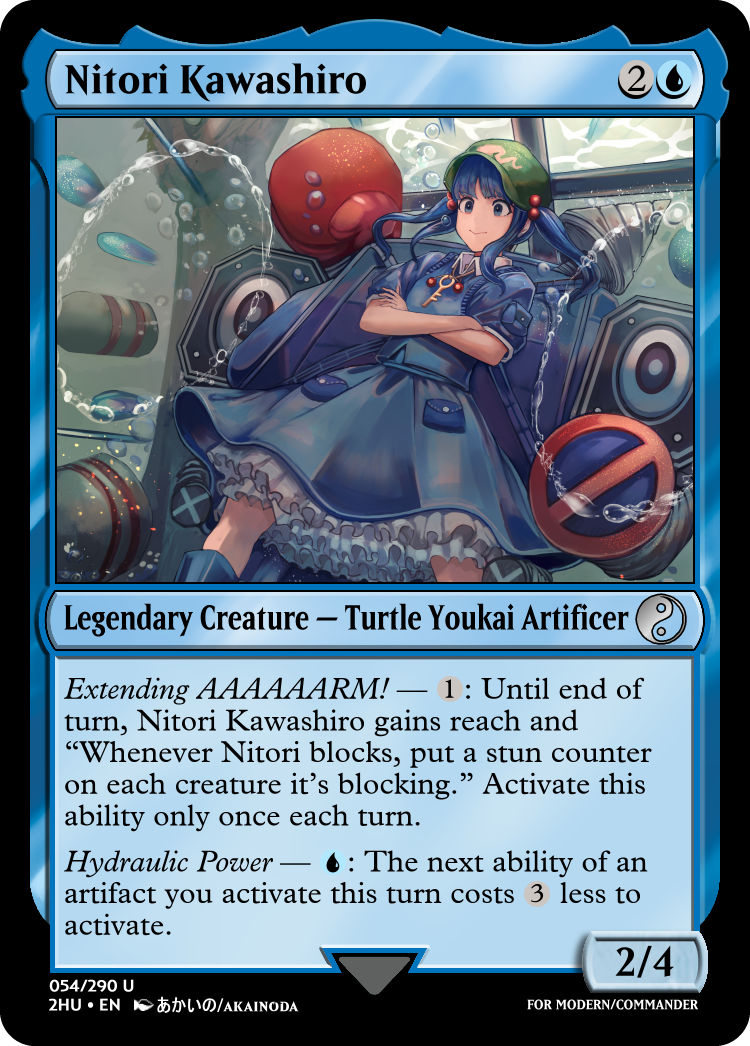 Nitori Kawashiro 2
Legendary Creature — Turtle Youkai Artificer
Extending AAAAAARM! — 1: Until end of
turn, Nitori Kawashiro gains reach and
“Whenever Nitori blocks, put a stun counter
on each creature it’s blocking.” Activate this
ability only once each turn.
Hydraulic Power — : The next ability of an
artifact you activate this turn costs 3 less to
activate.
2/4
054/290 U
2HU • EN あかいの/AKAINODA
FOR MODERN/COMMANDER